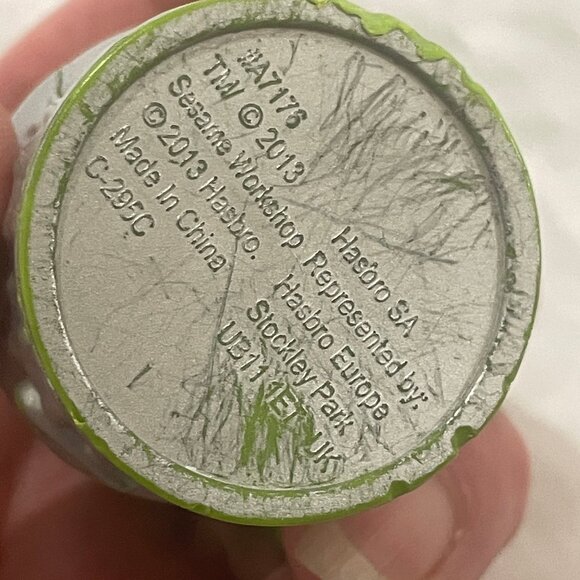 #A7176
TM © 2013
Sesame Workshop
© 2013 Hasbro.
Made In China
C-295C
Hasbro SA
Represented by:
Hasbro Europe
Stockley Park
UB11 1ET UK